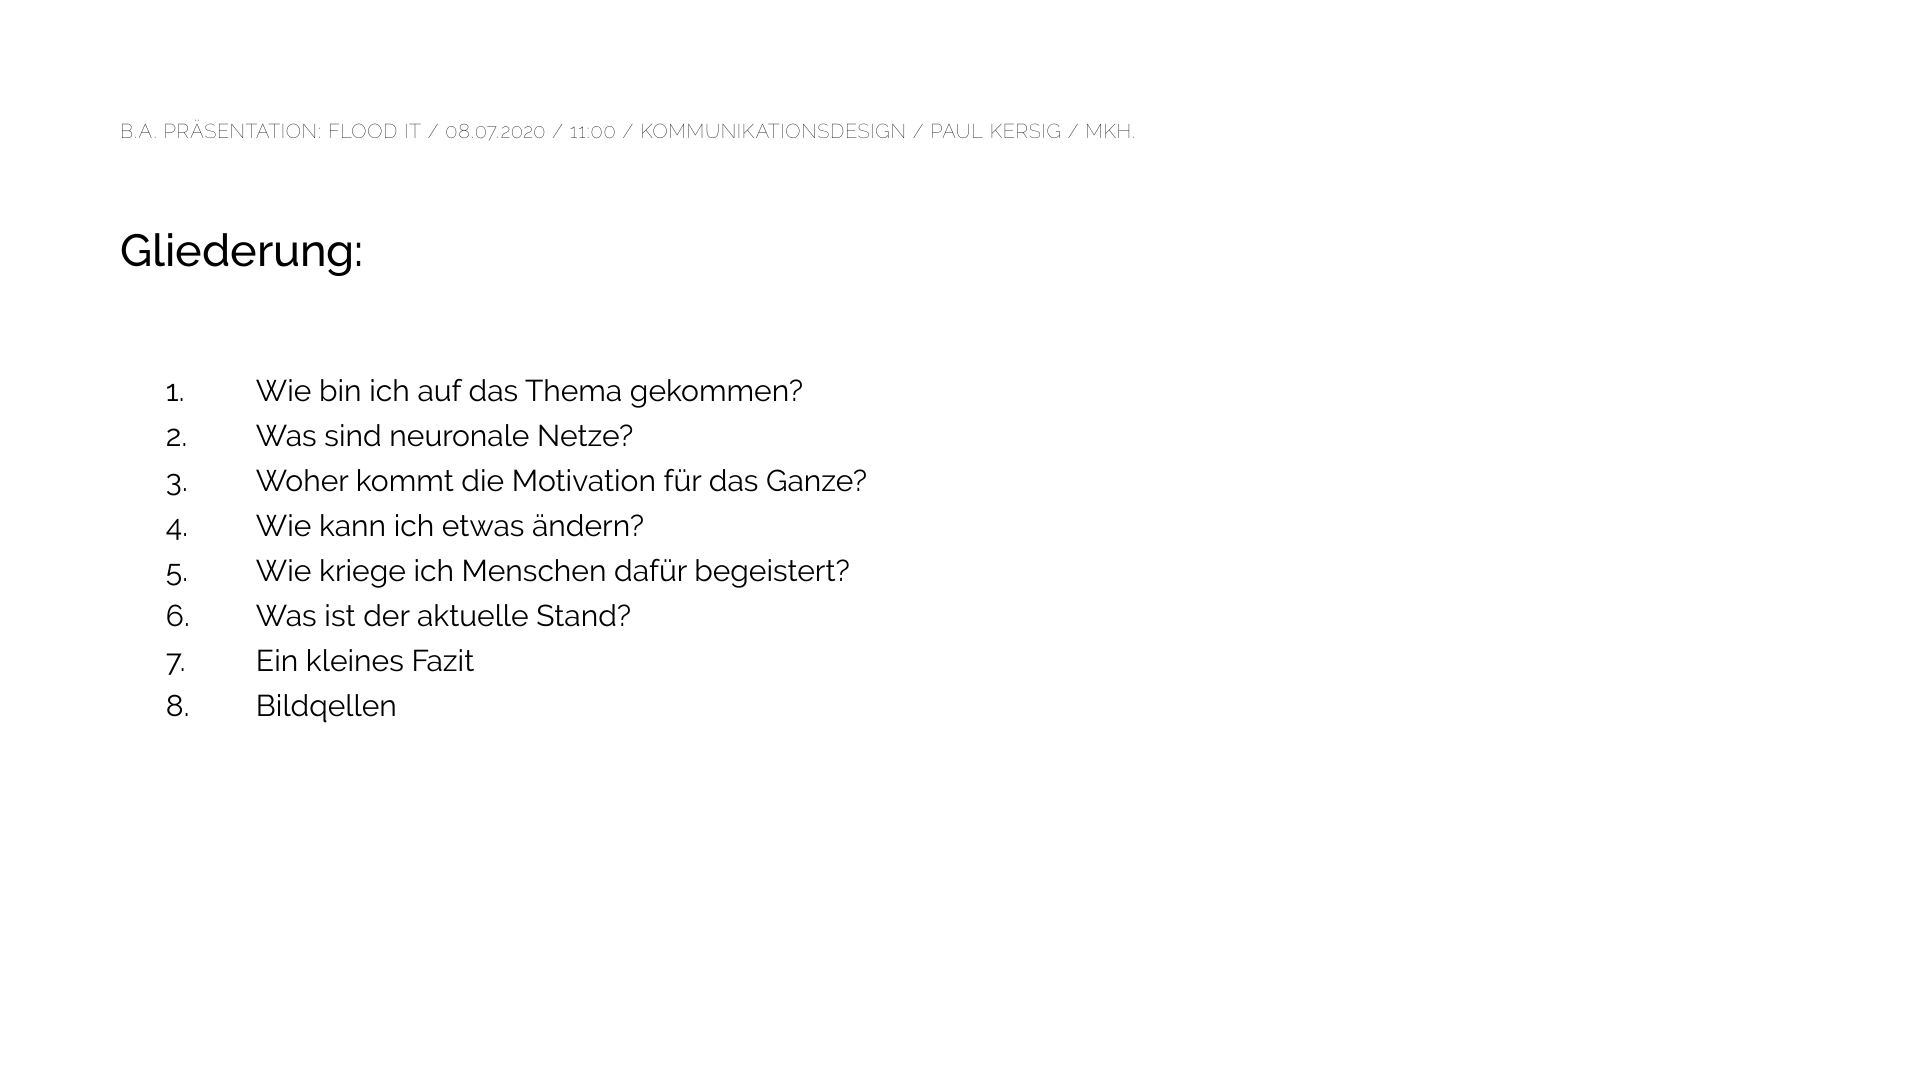 B.A. PRÄSENTATION: FLOOD IT / 08.07.2020 / 11:00 / KOMMUNIKATIONSDESIGN / PAUL KERSIG / MKH.
Gliederung:
1. Wie bin ich auf das Thema gekommen?
2. Was sind neuronale Netze?
3. Woher kommt die Motivation für das Ganze?
4. Wie kann ich etwas ändern?
5. Wie kriege ich Menschen dafür begeistert?
6. Was ist der aktuelle Stand?
7. Ein kleines Fazit
8. Bildqellen